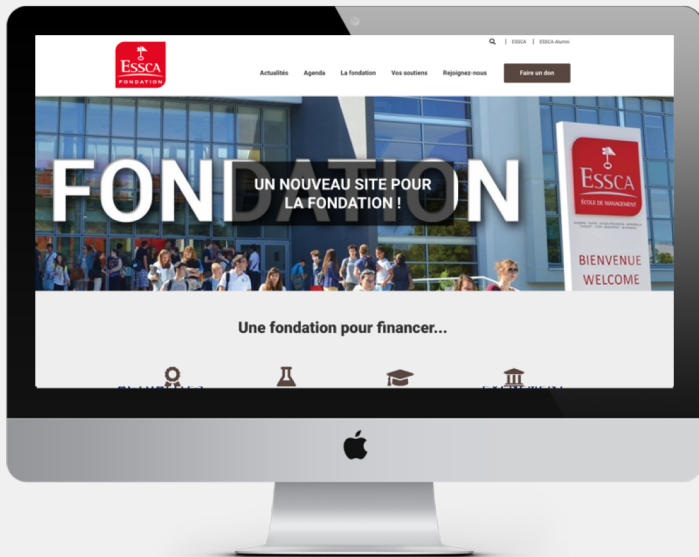 ESSCA
FONDATION
ESSCA | ESSCA Alumni
Actualités Agenda La fondation Vos soutiens Rejoignez-nous Faire un don
FONDATION
UN NOUVEAU SITE POUR
LA FONDATION !
ESSCA
ÉCOLE DE MANAGEMENT
BIENVENUE
WELCOME
Une fondation pour financer...